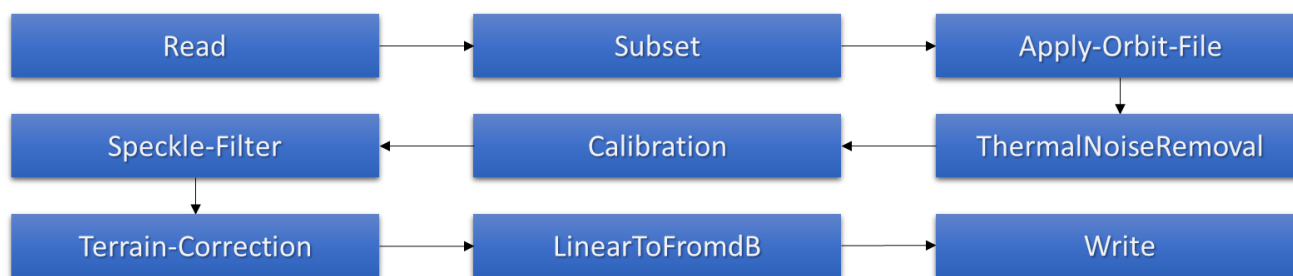 Read
Subset
Apply-Orbit-File
Speckle-Filter
Calibration
ThermalNoiseRemoval
Terrain-Correction
LinearToFromdB
Write